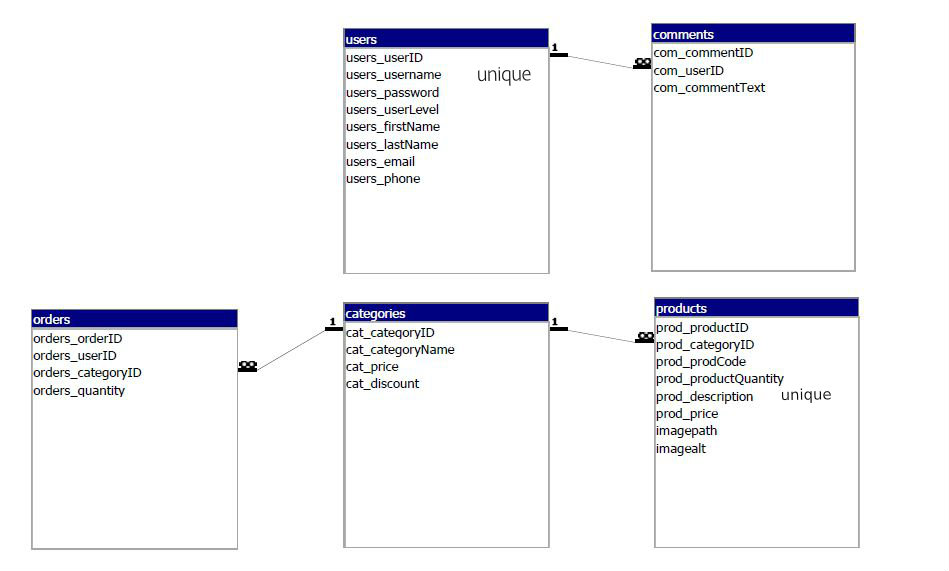 users
users_userID
users_username unique
users_password
users_userLevel
users_firstName
users_lastName
users_email
users_phone
1
comments
com_commentID
com_userID
com_commentText
orders
orders_orderID
orders_userID
orders_categoryID
orders_quantity
1
categories
cat_categoryID
cat_categoryName
cat_price
cat_discount
1
products
prod_productID
prod_categoryID
prod_prodCode
prod_productQuantity
prod_description unique
prod_price
imagepath
imagealt